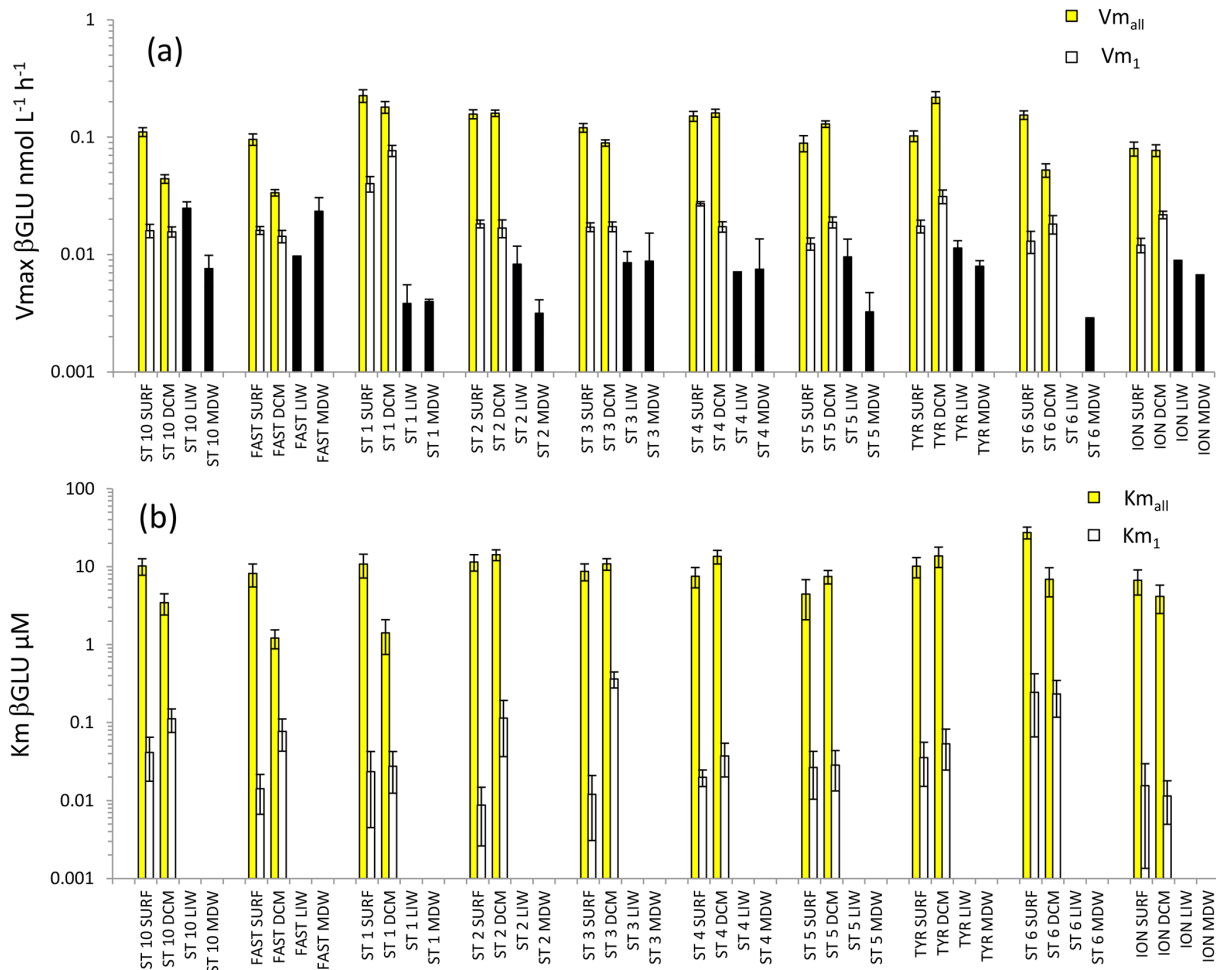 (a)
Vm all
Vm 1
Vmax βGLU nmol L-1 h-1
1
0.1
0.01
0.001
ST 10 SURF
ST 10 DCM
ST 10 LIW
ST 10 MDW
FAST SURF
FAST DCM
FAST LIW
FAST MDW
ST 1 SURF
ST 1 DCM
ST 1 LIW
ST 1 MDW
ST 2 SURF
ST 2 DCM
ST 2 LIW
ST 2 MDW
ST 3 SURF
ST 3 DCM
ST 3 LIW
ST 3 MDW
ST 4 SURF
ST 4 DCM
ST 4 LIW
ST 4 MDW
ST 5 SURF
ST 5 DCM
ST 5 LIW
ST 5 MDW
TYR SURF
TYR DCM
TYR LIW
TYR MDW
ST 6 SURF
ST 6 DCM
ST 6 LIW
ST 6 MDW
ION SURF
ION DCM
ION LIW
ION MDW
(b)
Km all
Km 1
Km βGLU µM
100
10
1
0.1
0.01
0.001
ST 10 SURF
ST 10 DCM
ST 10 LIW
ST 10 MDW
FAST SURF
FAST DCM
FAST LIW
FAST MDW
ST 1 SURF
ST 1 DCM
ST 1 LIW
ST 1 MDW
ST 2 SURF
ST 2 DCM
ST 2 LIW
ST 2 MDW
ST 3 SURF
ST 3 DCM
ST 3 LIW
ST 3 MDW
ST 4 SURF
ST 4 DCM
ST 4 LIW
ST 4 MDW
ST 5 SURF
ST 5 DCM
ST 5 LIW
ST 5 MDW
TYR SURF
TYR DCM
TYR LIW
TYR MDW
ST 6 SURF
ST 6 DCM
ST 6 LIW
ST 6 MDW
ION SURF
ION DCM
ION LIW
ION MDW